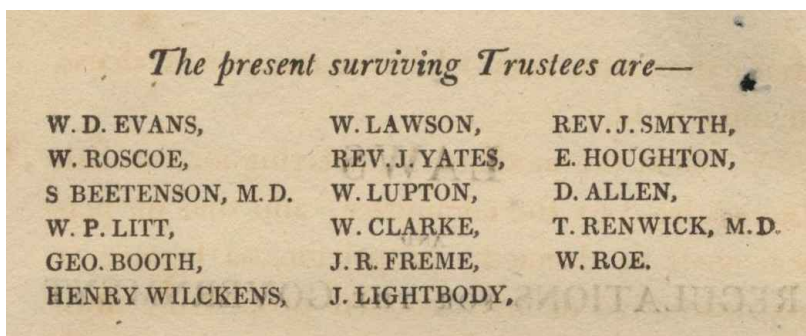 The present surviving Trustees are—
W. D. EVANS,
W. ROSCOE,
S BEETENSON, M. D.
W. P. LITT,
GEO. BOOTH,
HENRY WILCKENS,
W. LAWSON,
REV. J. YATES,
W. LUPTON,
W. CLARKE,
J. R. FREME,
J. LIGHTBODY,
REV. J. SMYTH,
E. HOUGHTON,
D. ALLEN,
T. RENWICK, M. D.
W. ROE.